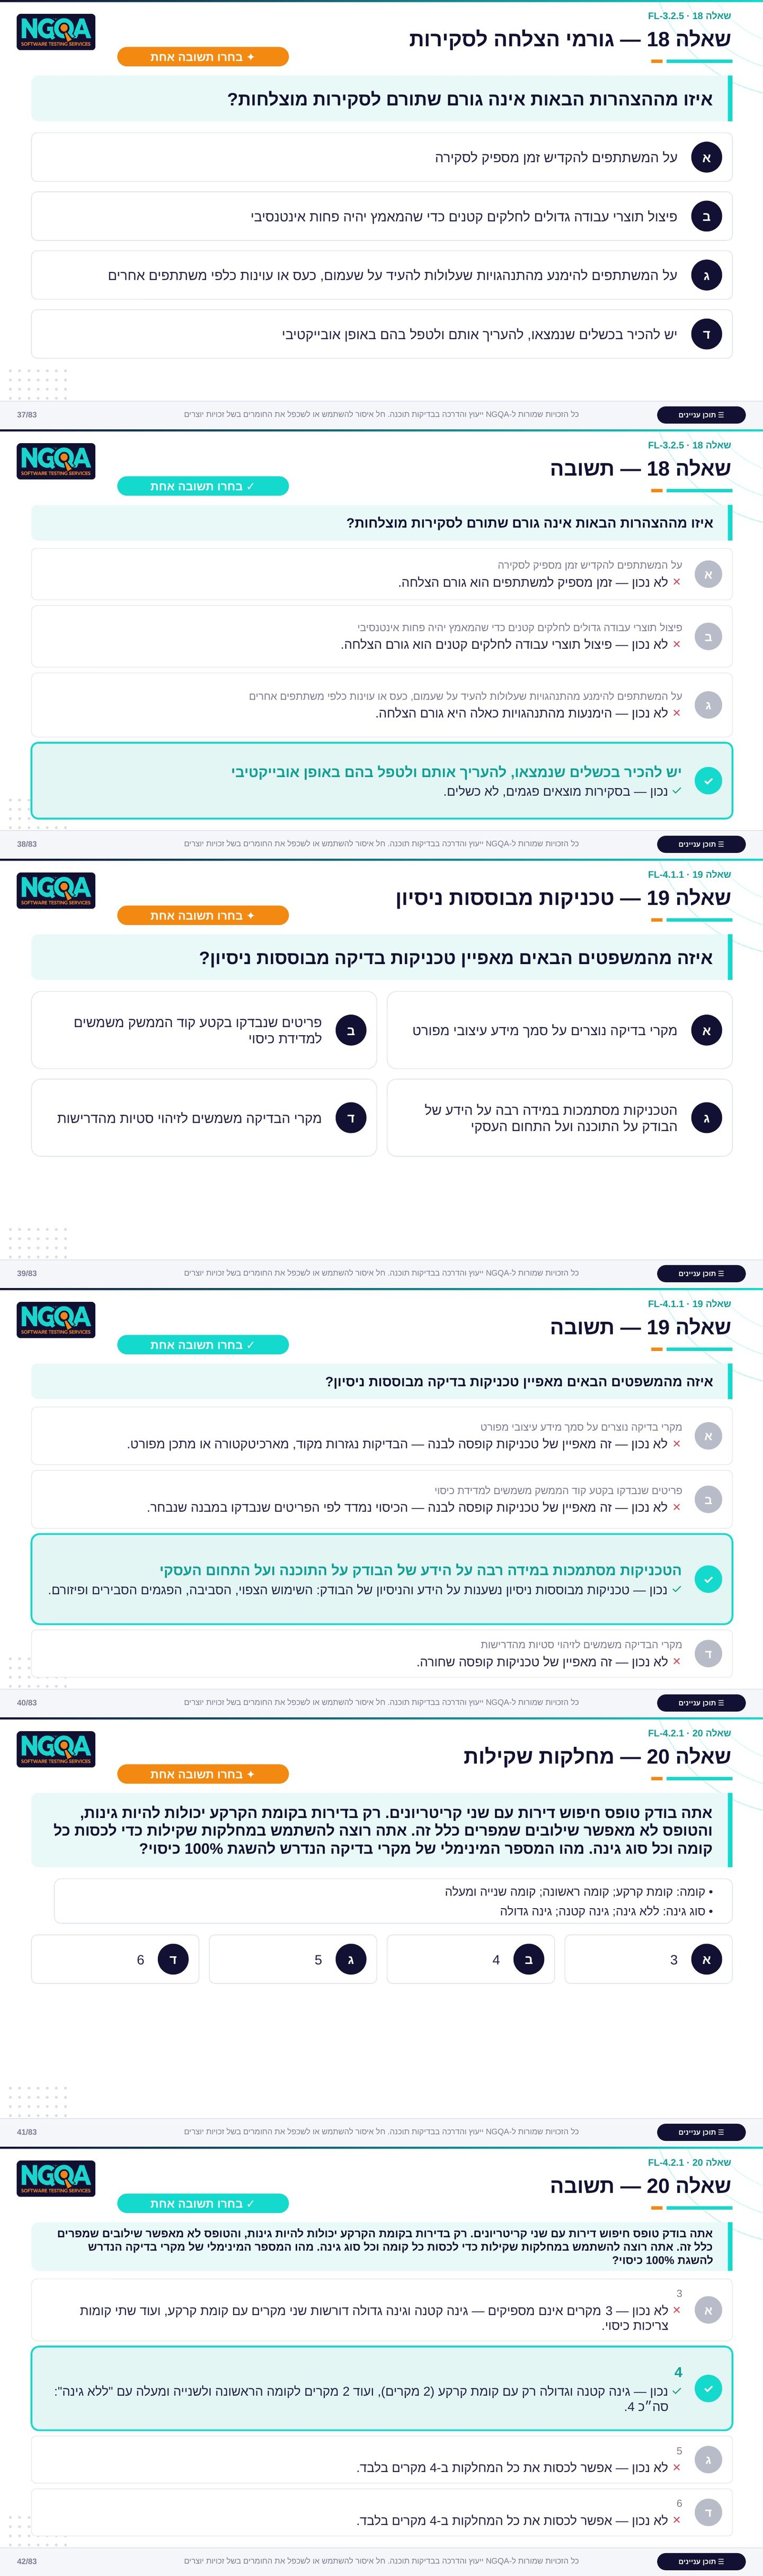 שאלה 18 · FL-3.2.5
שאלה 18 — גורמי הצלחה לסקירות
NGQA
SOFTWARE TESTING SERVICES
✦ בחרו תשובה אחת
איזו מההצהרות הבאות אינה גורם שתורם לסקירות מוצלחות?
א
על המשתתפים להקדיש זמן מספיק לסקירה
ב
פיצול תוצרי עבודה גדולים לחלקים קטנים כדי שהמאמץ יהיה פחות אינטנסיבי
ג
על המשתתפים להימנע מהתנהגויות שעלולות להעיד על שעמום, כעס או עוינות כלפי משתתפים אחרים
ד
יש להכיר בכשלים שנמצאו, להעריך אותם ולטפל בהם באופן אובייקטיבי
☰ תוכן עניינים
כל הזכויות שמורות ל-NGQA ייעוץ והדרכה בבדיקות תוכנה. חל איסור להשתמש או לשכפל את החומרים בשל זכויות יוצרים
37/83
שאלה 18 · FL-3.2.5
שאלה 18 — תשובה
NGQA
SOFTWARE TESTING SERVICES
✓ בחרו תשובה אחת
איזו מההצהרות הבאות אינה גורם שתורם לסקירות מוצלחות?
א
על המשתתפים להקדיש זמן מספיק לסקירה
✕ לא נכון — זמן מספיק למשתתפים הוא גורם הצלחה.
ב
פיצול תוצרי עבודה גדולים לחלקים קטנים כדי שהמאמץ יהיה פחות אינטנסיבי
✕ לא נכון — פיצול תוצרי עבודה לחלקים קטנים הוא גורם הצלחה.
ג
על המשתתפים להימנע מהתנהגויות שעלולות להעיד על שעמום, כעס או עוינות כלפי משתתפים אחרים
✕ לא נכון — הימנעות מהתנהגויות כאלה היא גורם הצלחה.
✓
יש להכיר בכשלים שנמצאו, להעריך אותם ולטפל בהם באופן אובייקטיבי
✓ נכון — בסקירות מוצאים פגמים, לא כשלים.
☰ תוכן עניינים
כל הזכויות שמורות ל-NGQA ייעוץ והדרכה בבדיקות תוכנה. חל איסור להשתמש או לשכפל את החומרים בשל זכויות יוצרים
38/83
שאלה 19 · FL-4.1.1
שאלה 19 — טכניקות מבוססות ניסיון
NGQA
SOFTWARE TESTING SERVICES
✦ בחרו תשובה אחת
איזה מהמשפטים הבאים מאפיין טכניקות בדיקה מבוססות ניסיון?
א
מקרי בדיקה נוצרים על סמך מידע עיצובי מפורט
ב
פריטים שנבדקו בקטע קוד הממשק משמשים
למדידת כיסוי
ג
הטכניקות מסתמכות במידה רבה על הידע של
הבודק על התוכנה ועל התחום העסקי
ד
מקרי הבדיקה משמשים לזיהוי סטיות מהדרישות
☰ תוכן עניינים
כל הזכויות שמורות ל-NGQA ייעוץ והדרכה בבדיקות תוכנה. חל איסור להשתמש או לשכפל את החומרים בשל זכויות יוצרים
39/83
שאלה 19 · FL-4.1.1
שאלה 19 — תשובה
NGQA
SOFTWARE TESTING SERVICES
✓ בחרו תשובה אחת
איזה מהמשפטים הבאים מאפיין טכניקות בדיקה מבוססות ניסיון?
א
מקרי בדיקה נוצרים על סמך מידע עיצובי מפורט
✕ לא נכון — זה מאפיין של טכניקות קופסה לבנה — הבדיקות נגזרות מקוד, מארכיטקטורה או מתכן מפורט.
ב
פריטים שנבדקו בקטע קוד הממשק משמשים למדידת כיסוי
✕ לא נכון — זה מאפיין של טכניקות קופסה לבנה — הכיסוי נמדד לפי הפריטים שנבדקו במבנה שנבחר.
✓
הטכניקות מסתמכות במידה רבה על הידע של הבודק על התוכנה ועל התחום העסקי
✓ נכון — טכניקות מבוססות ניסיון נשענות על הידע והניסיון של הבודק: השימוש הצפוי, הסביבה, הפגמים הסבירים ופיזורם.
ד
מקרי הבדיקה משמשים לזיהוי סטיות מהדרישות
✕ לא נכון — זה מאפיין של טכניקות קופסה שחורה.
☰ תוכן עניינים
כל הזכויות שמורות ל-NGQA ייעוץ והדרכה בבדיקות תוכנה. חל איסור להשתמש או לשכפל את החומרים בשל זכויות יוצרים
40/83
שאלה 20 · FL-4.2.1
שאלה 20 — מחלקות שקילות
NGQA
SOFTWARE TESTING SERVICES
✦ בחרו תשובה אחת
אתה בודק טופס חיפוש דירות עם שני קריטריונים. רק בדירות בקומת הקרקע יכולות להיות גינות,
והטופס לא מאפשר שילובים שמפרים כלל זה. אתה רוצה להשתמש במחלקות שקילות כדי לכסות כל
קומה וכל סוג גינה. מהו המספר המינימלי של מקרי בדיקה הנדרש להשגת 100% כיסוי?
• קומה: קומת קרקע; קומה ראשונה; קומה שנייה ומעלה
• סוג גינה: ללא גינה; גינה קטנה; גינה גדולה
א
3
ב
4
ג
5
ד
6
☰ תוכן עניינים
כל הזכויות שמורות ל-NGQA ייעוץ והדרכה בבדיקות תוכנה. חל איסור להשתמש או לשכפל את החומרים בשל זכויות יוצרים
41/83
שאלה 20 · FL-4.2.1
שאלה 20 — תשובה
NGQA
SOFTWARE TESTING SERVICES
✓ בחרו תשובה אחת
אתה בודק טופס חיפוש דירות עם שני קריטריונים. רק בדירות בקומת הקרקע יכולות להיות גינות, והטופס לא מאפשר שילובים שמפרים
כלל זה. אתה רוצה להשתמש במחלקות שקילות כדי לכסות כל קומה וכל סוג גינה. מהו המספר המינימלי של מקרי בדיקה הנדרש
להשגת 100% כיסוי?
א
3
✕ לא נכון — 3 מקרים אינם מספיקים — גינה קטנה וגינה גדולה דורשות שני מקרים עם קומת קרקע, ועוד שתי קומות
צריכות כיסוי.
✓
4
✓ נכון — גינה קטנה וגדולה רק עם קומת קרקע (2 מקרים), ועוד 2 מקרים לקומה הראשונה ולשנייה ומעלה עם "ללא גינה":
סה״כ 4.
ג
5
✕ לא נכון — אפשר לכסות את כל המחלקות ב-4 מקרים בלבד.
ד
6
✕ לא נכון — אפשר לכסות את כל המחלקות ב-4 מקרים בלבד.
☰ תוכן עניינים
כל הזכויות שמורות ל-NGQA ייעוץ והדרכה בבדיקות תוכנה. חל איסור להשתמש או לשכפל את החומרים בשל זכויות יוצרים
42/83